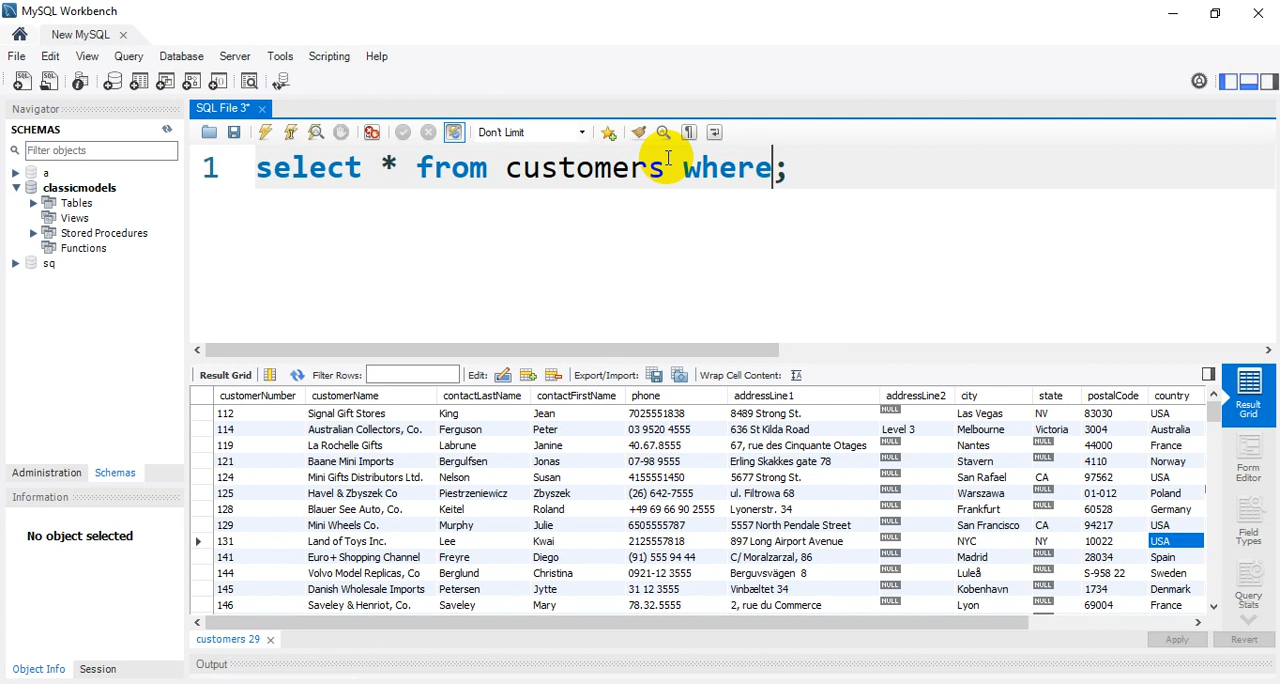 MySQL Workbench
New MySQL
File Edit View Query Database Server Tools Scripting Help
Navigator
SCHEMAS
Filter objects
a
classicmodels
Tables
Views
Stored Procedures
Functions
sq
Administration Schemas
Information
No object selected
Object Info Session
SQL File 3*
Don't Limit
1 select * from customers where;
Result Grid Filter Rows: Edit: Export/Import: Wrap Cell Content:
customerNumber customerName contactLastName contactFirstName phone addressLine1 addressLine2 city state postalCode country
112 Signal Gift Stores King Jean 7025551838 8489 Strong St. NULL Las Vegas NV 83030 USA
114 Australian Collectors, Co. Ferguson Peter 03 9520 4555 636 St Kilda Road Level 3 Melbourne Victoria 3004 Australia
119 La Rochelle Gifts Labrune Janine 40.67.8555 67, rue des Cinquante Otages NULL Nantes NULL 44000 France
121 Baane Mini Imports Bergulfsen Jonas 07-98 9555 Erling Skakkes gate 78 NULL Stavern NULL 4110 Norway
124 Mini Gifts Distributors Ltd. Nelson Susan 4155551450 5677 Strong St. NULL San Rafael CA 97562 USA
125 Havel & Zbyszek Co Piestrzeniewicz Zbyszek (26) 642-7555 ul. Filtrowa 68 NULL Warszawa NULL 01-012 Poland
128 Blauer See Auto, Co. Keitel Roland +49 69 66 90 2555 Lyonerstr. 34 NULL Frankfurt NULL 60528 Germany
129 Mini Wheels Co. Murphy Julie 6505555787 5557 North Pendale Street NULL San Francisco CA 94217 USA
131 Land of Toys Inc. Lee Kwai 2125557818 897 Long Airport Avenue NULL NYC NY 10022 USA
141 Euro+ Shopping Channel Freyre Diego (91) 555 94 44 C/ Moralzarzal, 86 NULL Madrid NULL 28034 Spain
144 Volvo Model Replicas, Co Berglund Christina 0921-12 3555 Berguvsvägen 8 NULL Luleå NULL S-958 22 Sweden
145 Danish Wholesale Imports Petersen Jytte 31 12 3555 Vinbæltet 34 NULL Kobenhavn NULL 1734 Denmark
146 Saveley & Henriot, Co. Saveley Mary 78.32.5555 2, rue du Commerce NULL Lyon NULL 69004 France
Result
Grid
Form
Editor
Field
Types
Query
Stats
customers 29
Apply Revert
Output